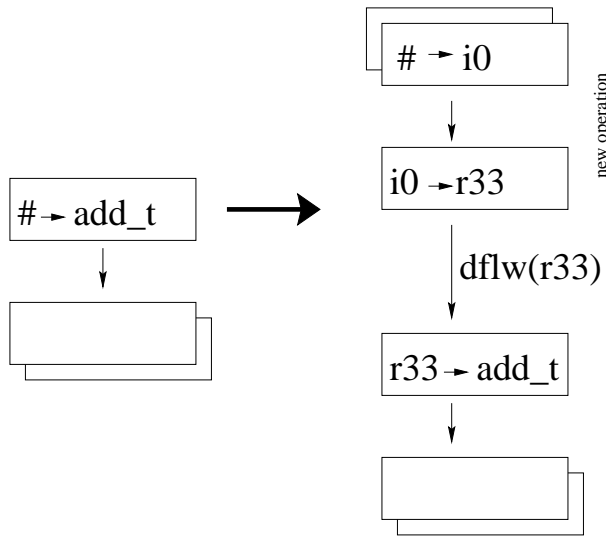 # → add_t
# → i0
i0 → r33
dflw(r33)
r33 → add_t
new operation